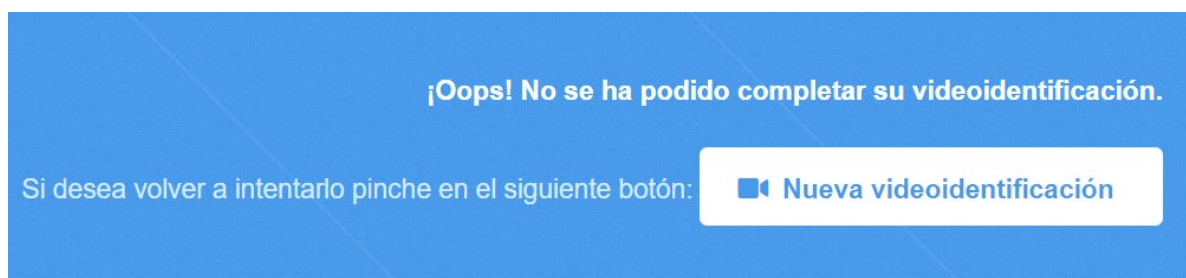 ¡Oops! No se ha podido completar su videoidentificación.
Si desea volver a intentarlo pinche en el siguiente botón: Nueva videoidentificación